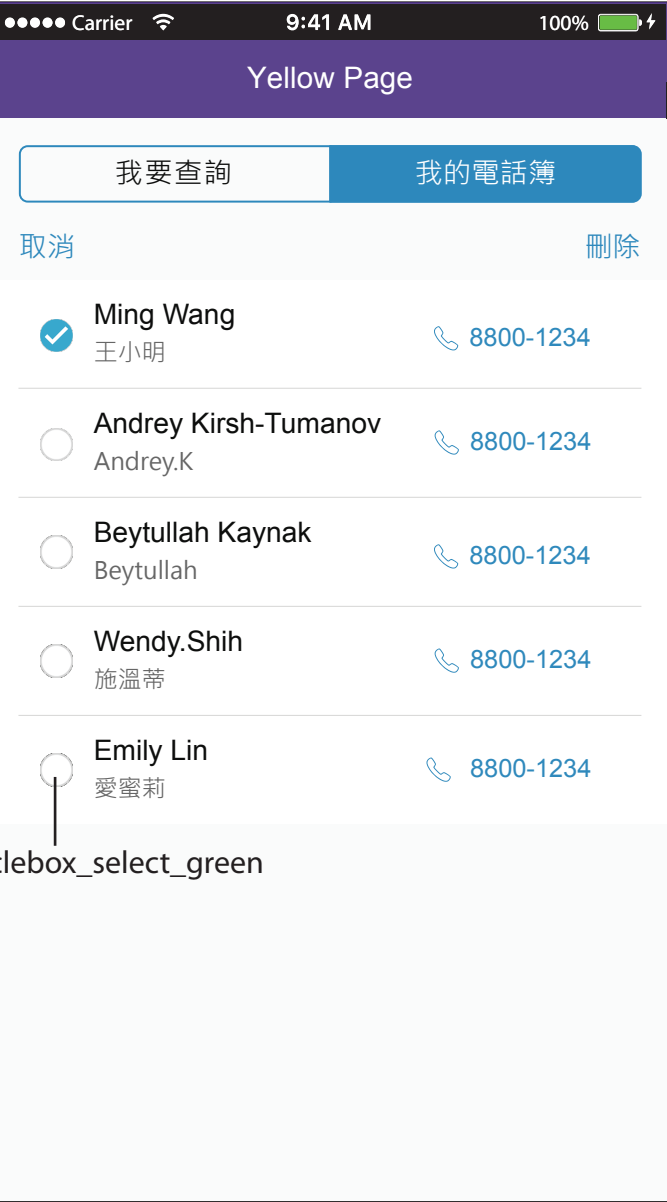 Carrier 9:41 AM 100%
Yellow Page
我要查詢 我的電話簿
取消 刪除
Ming Wang
王小明
8800-1234
Andrey Kirsh-Tumanov
Andrey.K
8800-1234
Beytullah Kaynak
Beytullah
8800-1234
Wendy.Shih
施溫蒂
8800-1234
Emily Lin
愛蜜莉
8800-1234
lebox_select_green